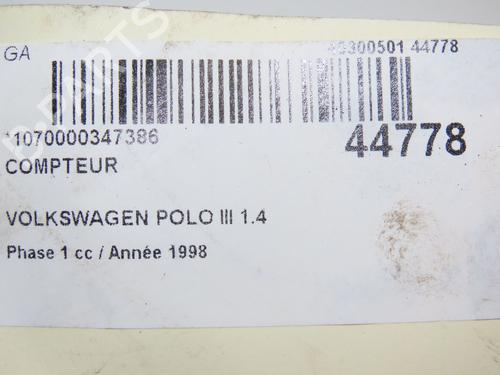 GA
45300501 44778
*1070000347386
44778
COMPTEUR
VOLKSWAGEN POLO III 1.4
Phase 1 cc / Année 1998